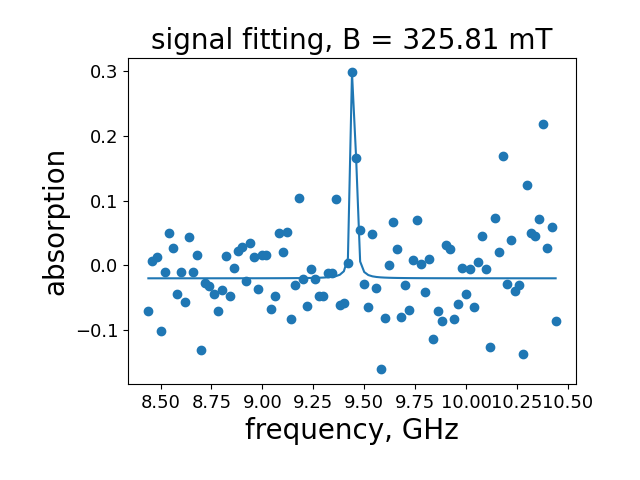 signal fitting, B = 325.81 mT
0.3
0.2
0.1
0.0
−0.1
absorption
8.50 8.75 9.00 9.25 9.50 9.75 10.00 10.25 10.50
frequency, GHz